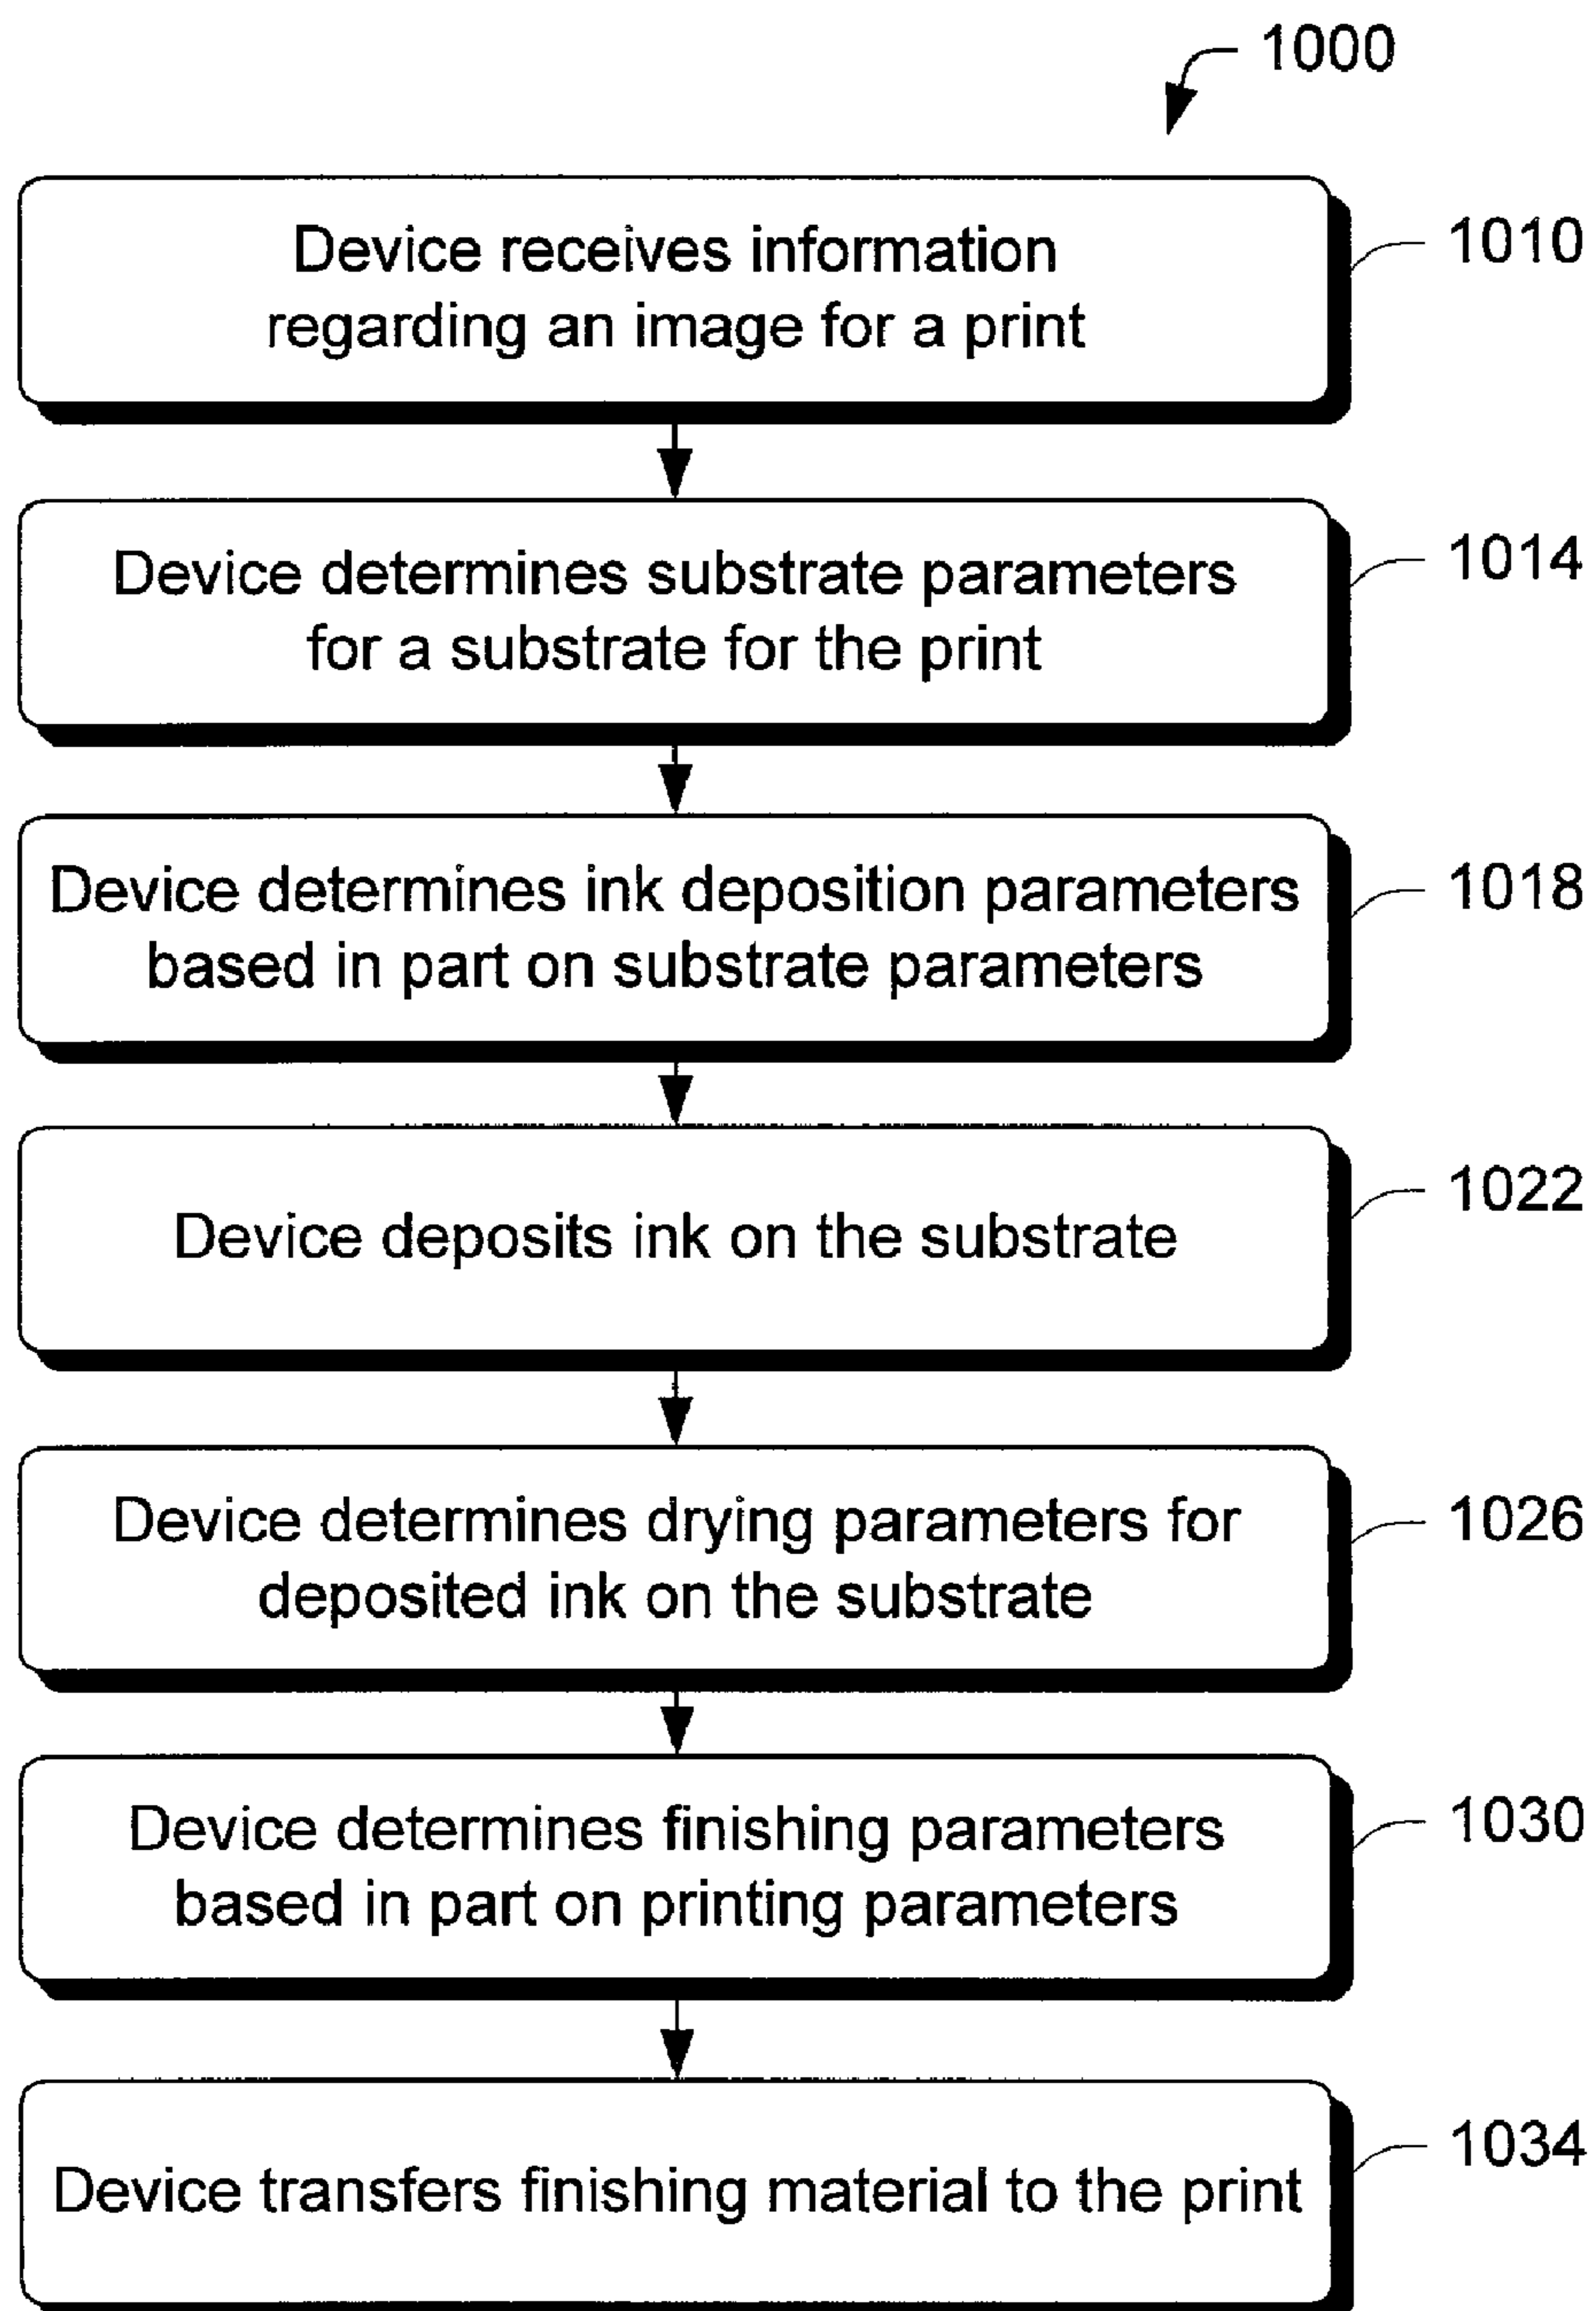 1000
Device receives information
regarding an image for a print
1010
Device determines substrate parameters
for a substrate for the print
1014
Device determines ink deposition parameters
based in part on substrate parameters
1018
Device deposits ink on the substrate
1022
Device determines drying parameters for
deposited ink on the substrate
1026
Device determines finishing parameters
based in part on printing parameters
1030
Device transfers finishing material to the print
1034